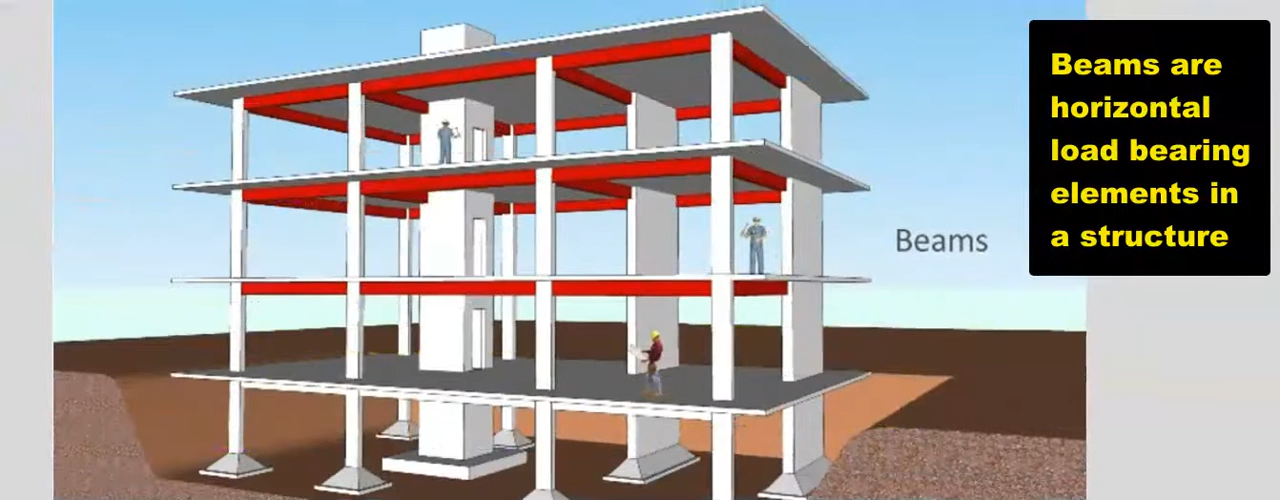 Beams are
horizontal
load bearing
elements in
a structure
Beams